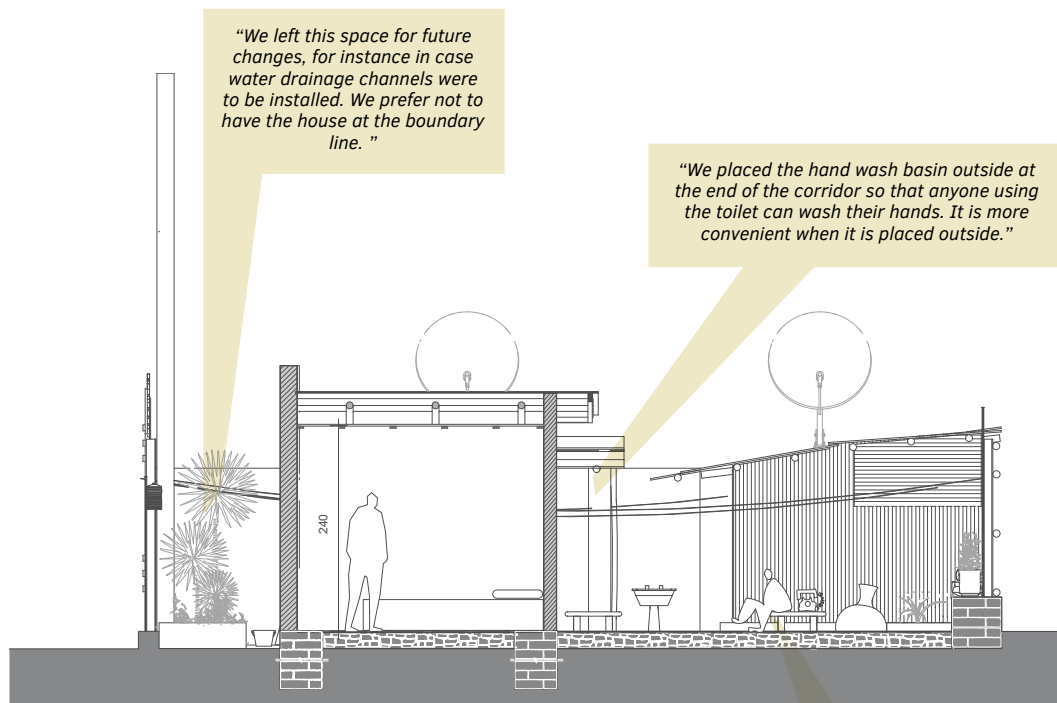 “We left this space for future
changes, for instance in case
water drainage channels were
to be installed. We prefer not to
have the house at the boundary
line. ”
“We placed the hand wash basin outside at
the end of the corridor so that anyone using
the toilet can wash their hands. It is more
convenient when it is placed outside.”
240